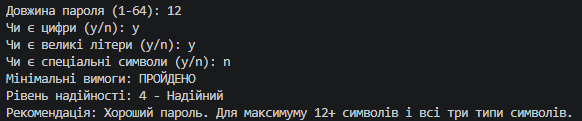 Довжина пароля (1-64): 12
Чи є цифри (y/n): y
Чи є великі літери (y/n): y
Чи є спеціальні символи (y/n): n
Мінімальні вимоги: ПРОЙДЕНО
Рівень надійності: 4 - Надійний
Рекомендація: Хороший пароль. Для максимуму 12+ символів і всі три типи символів.